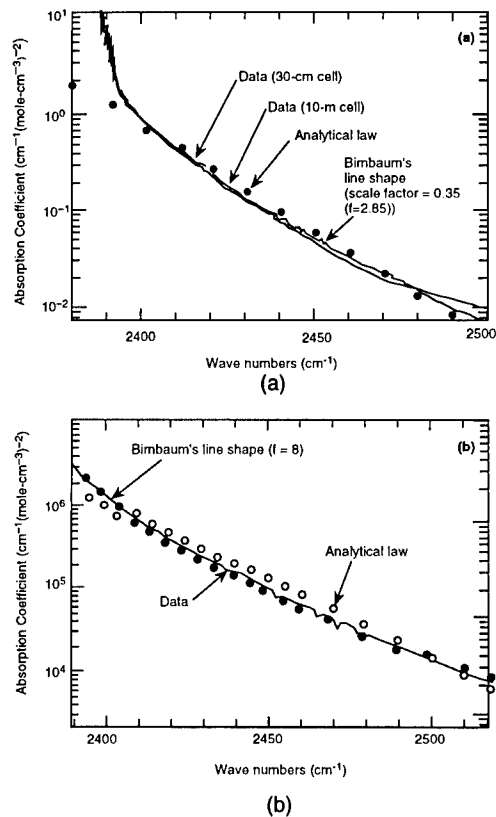 (a)
10¹
10⁰
10⁻¹
10⁻²
Absorption Coefficient (cm⁻¹(mole-cm⁻³)⁻²)
Data (30-cm cell)
Data (10-m cell)
Analytical law
Birnbaum's
line shape
(scale factor = 0.35
(f=2.85))
2400
2450
2500
Wave numbers (cm⁻¹)
(a)
(b)
10⁶
10⁵
10⁴
Absorption Coefficient (cm⁻¹(mole-cm⁻³)⁻²)
Birnbaum's line shape (f = 8)
Analytical law
Data
2400
2450
2500
Wave numbers (cm⁻¹)
(b)